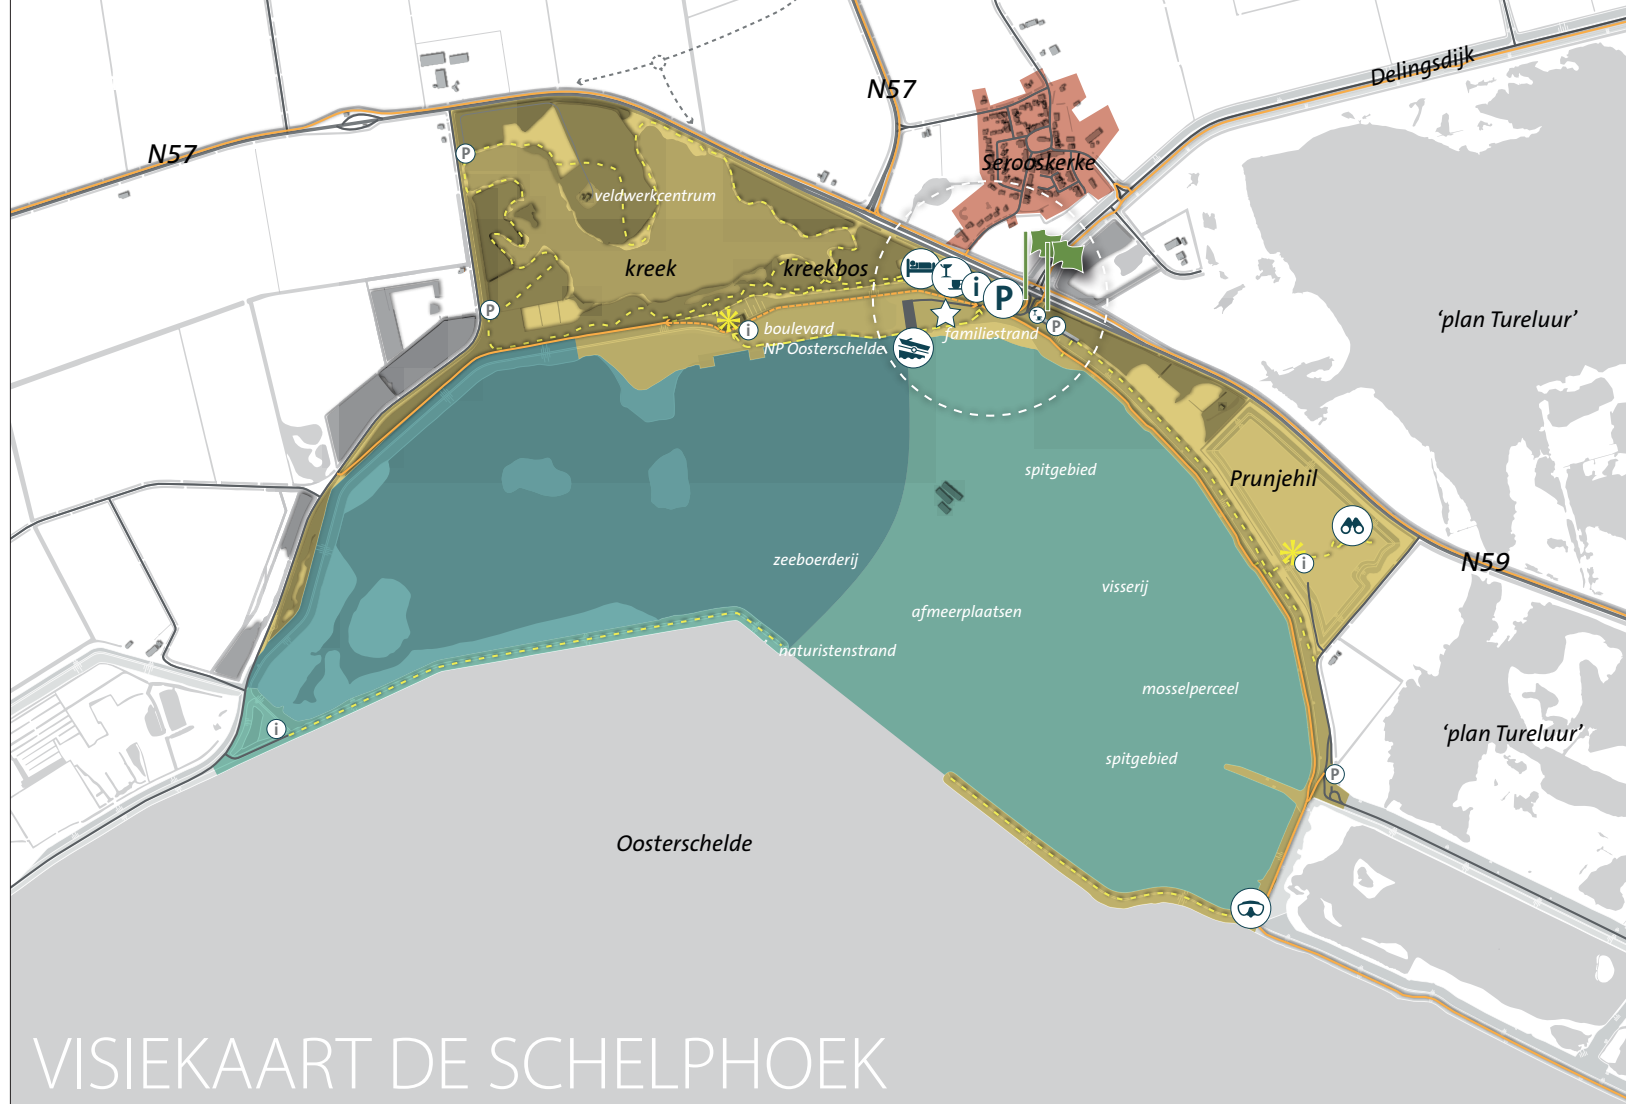 N57
Delingsdijk
N57
Serooskerke
veldwerkcentrum
P
kreek
kreekbos
i
P
P
P
i
boulevard
NP Oosterschelde
familiestrand
P
'plan Tureluur'
spitgebied
Prunjehil
zeeboerderij
visserij
i
N59
afmeerplaatsen
naturistenstrand
mosselperceel
i
spitgebied
'plan Tureluur'
P
Oosterschelde
VISIEKAART DE SCHELPHOEK